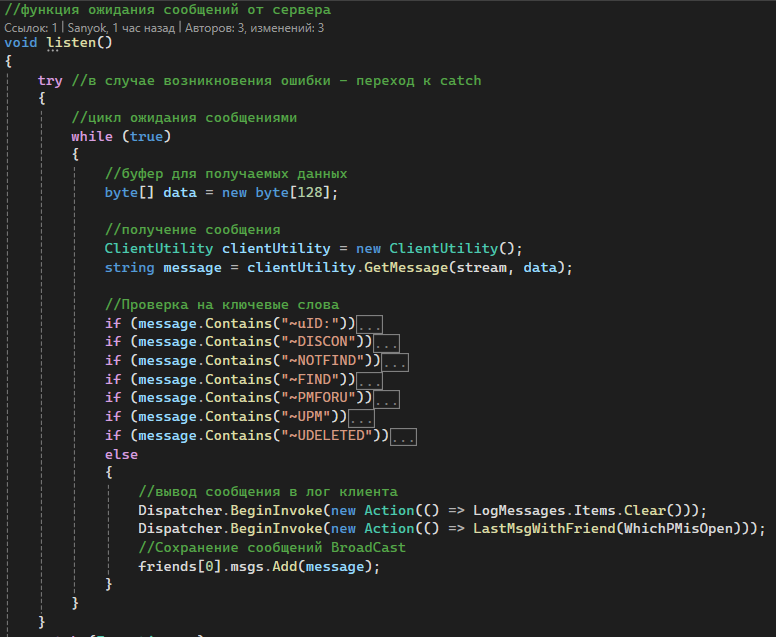 //функция ожидания сообщений от сервера
Ссылок: 1 | Sanyok, 1 час назад | Авторов: 3, изменений: 3
void listen()
{
try //в случае возникновения ошибки - переход к catch
{
//цикл ожидания сообщениями
while (true)
{
//буфер для получаемых данных
byte[] data = new byte[128];
//получение сообщения
ClientUtility clientUtility = new ClientUtility();
string message = clientUtility.GetMessage(stream, data);
//Проверка на ключевые слова
if (message.Contains("~uID:"))...
if (message.Contains("~DISCON"))...
if (message.Contains("~NOTFIND"))...
if (message.Contains("~FIND"))...
if (message.Contains("~PMFORU"))...
if (message.Contains("~UPM"))...
if (message.Contains("~UDELETED"))...
else
{
//вывод сообщения в лог клиента
Dispatcher.BeginInvoke(new Action(() => LogMessages.Items.Clear()));
Dispatcher.BeginInvoke(new Action(() => LastMsgWithFriend(WhichPMisOpen)));
//Сохранение сообщений BroadCast
friends[0].msgs.Add(message);
}
}
}